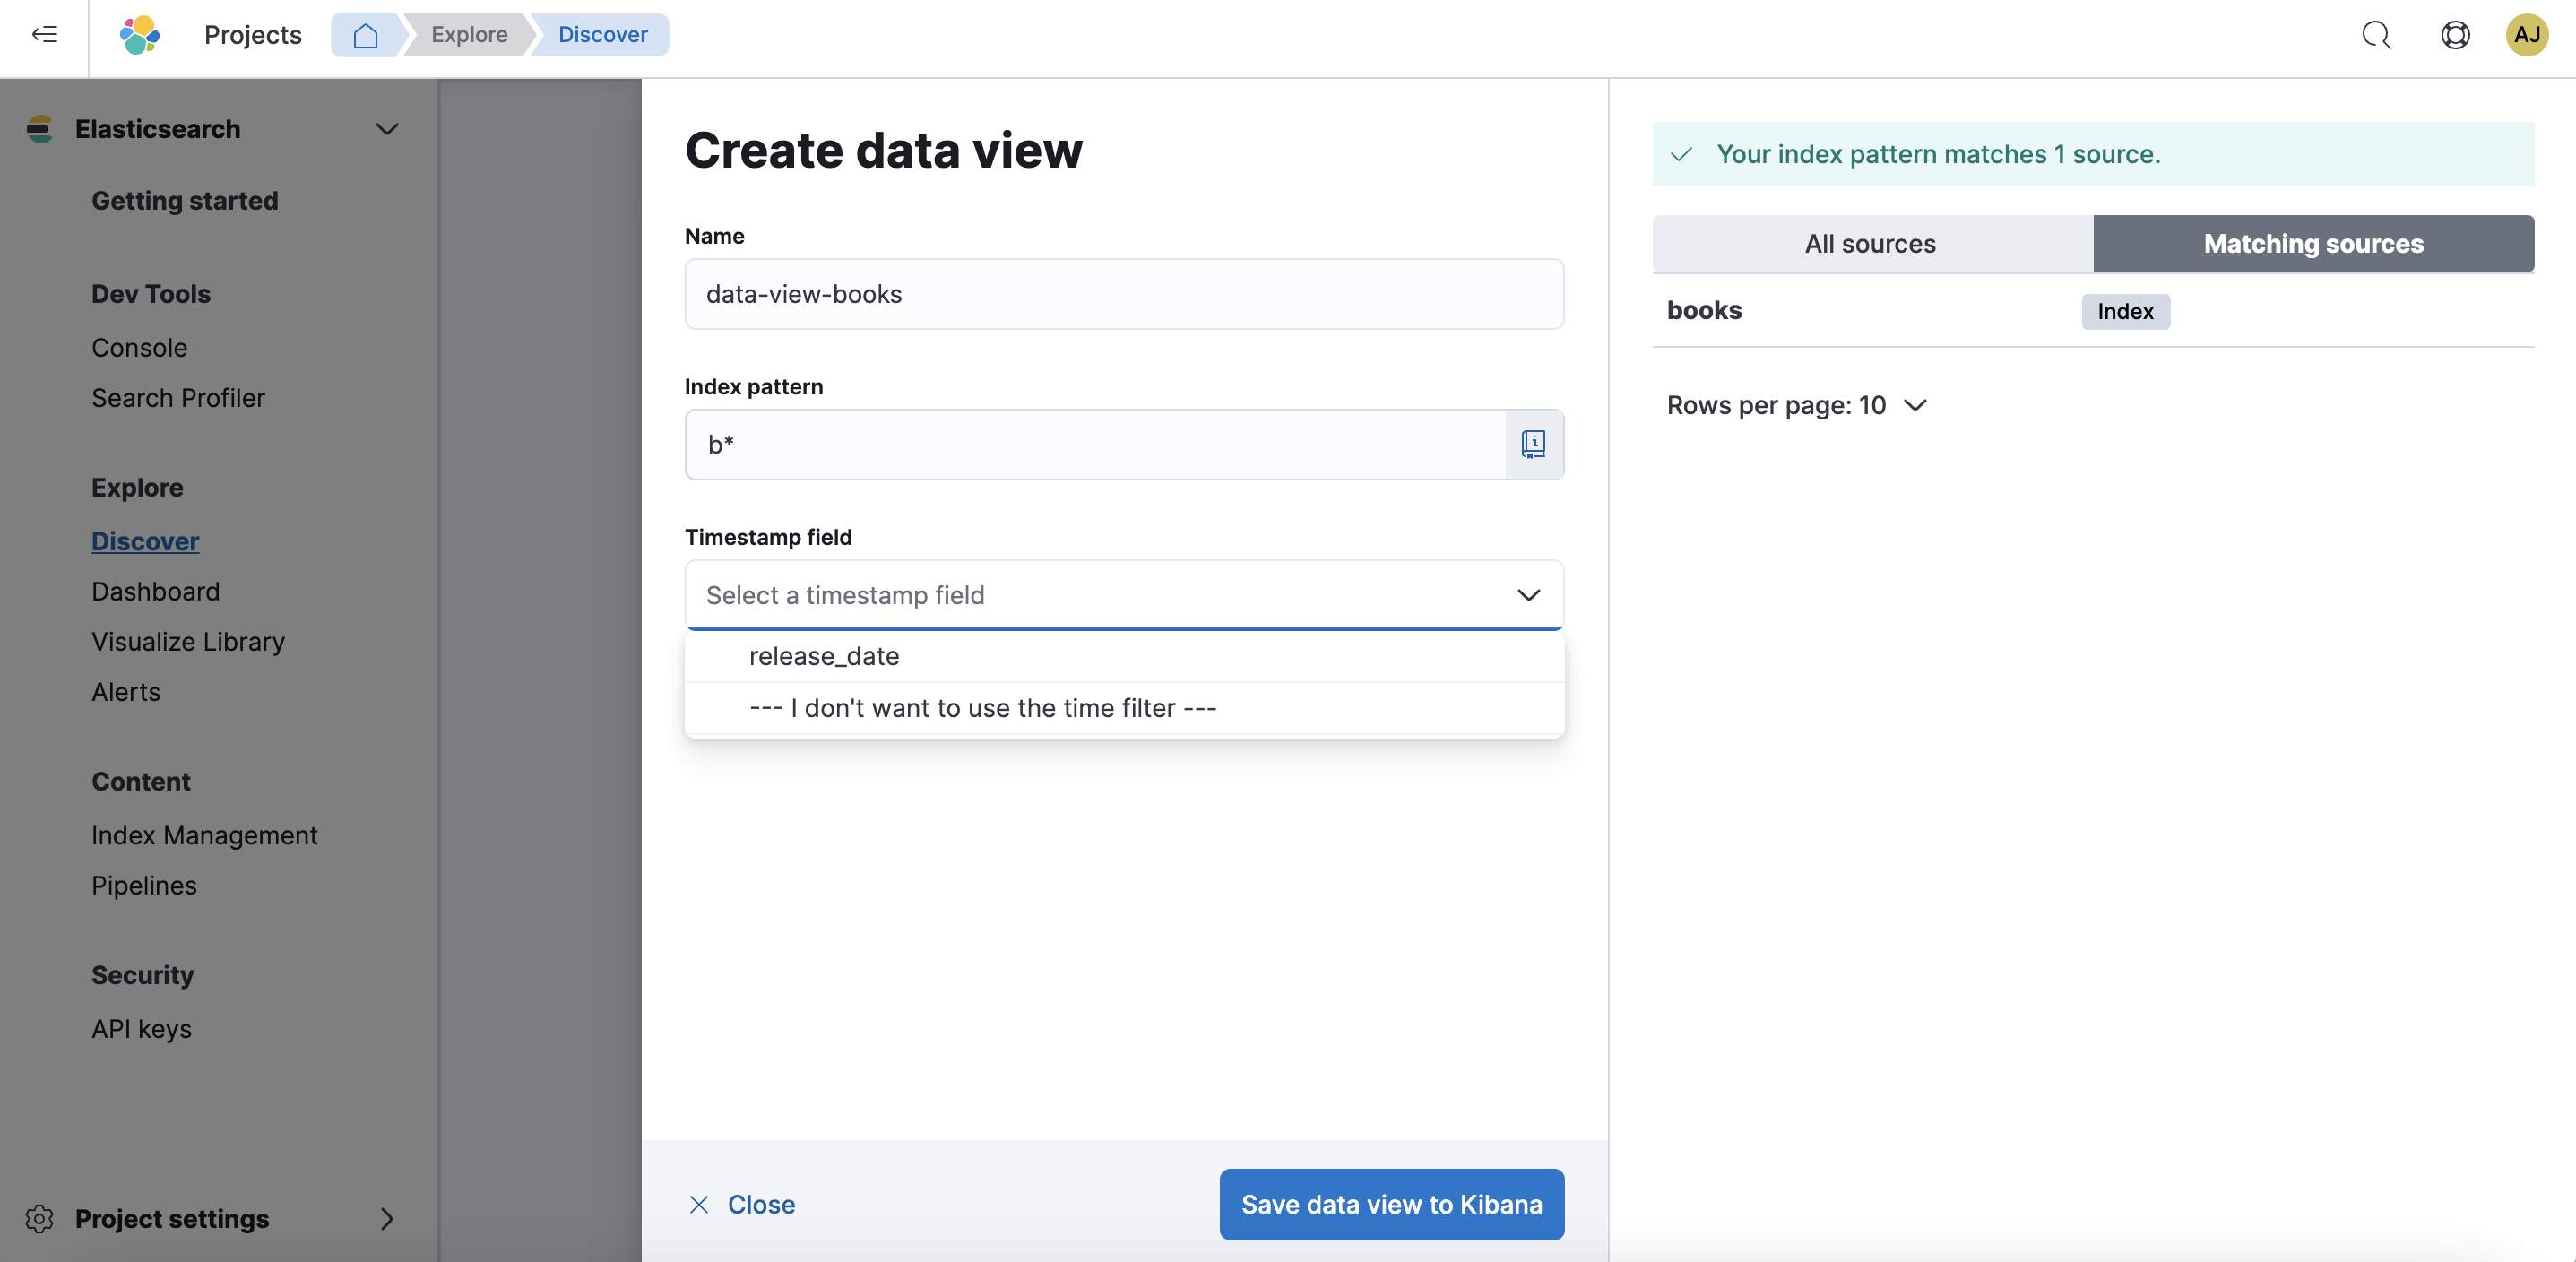 Projects
Explore
Discover
AJ
Elasticsearch
Getting started
Dev Tools
Console
Search Profiler
Explore
Discover
Dashboard
Visualize Library
Alerts
Content
Index Management
Pipelines
Security
API keys
Project settings
Create data view
Name
data-view-books
Index pattern
b*
Timestamp field
Select a timestamp field
release_date
--- I don't want to use the time filter ---
Close
Save data view to Kibana
Your index pattern matches 1 source.
All sources
Matching sources
books
Index
Rows per page: 10